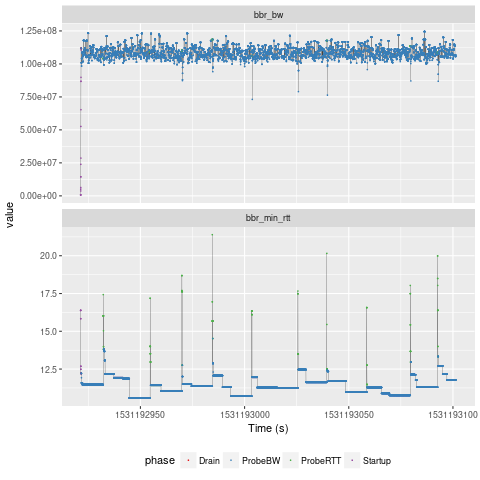 bbr_bw
1.25e+08
1.00e+08
7.50e+07
5.00e+07
2.50e+07
0.00e+00
value
bbr_min_rtt
20.0
17.5
15.0
12.5
1531192950
1531193000
1531193050
1531193100
Time (s)
phase
Drain
ProbeBW
ProbeRTT
Startup